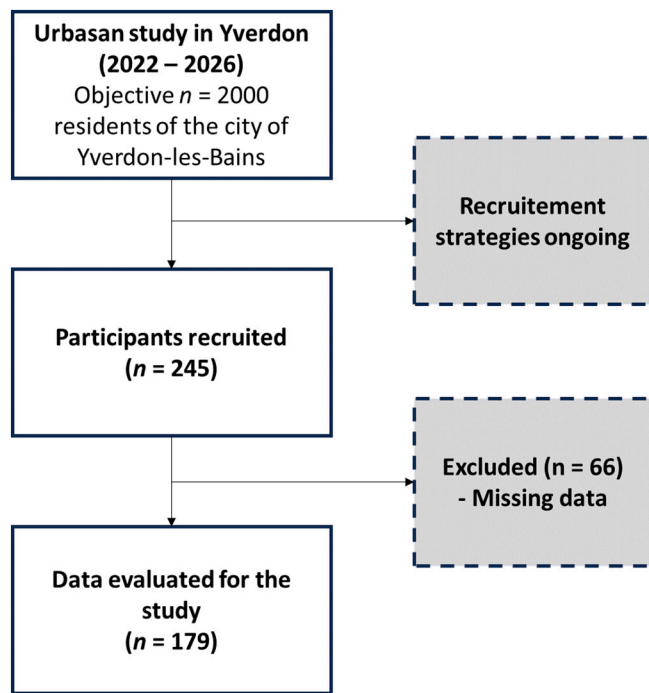 Urbasan study in Yverdon
(2022 – 2026)
Objective n = 2000
residents of the city of
Yverdon-les-Bains
Recruitement
strategies ongoing
Participants recruited
(n = 245)
Excluded (n = 66)
- Missing data
Data evaluated for the
study
(n = 179)